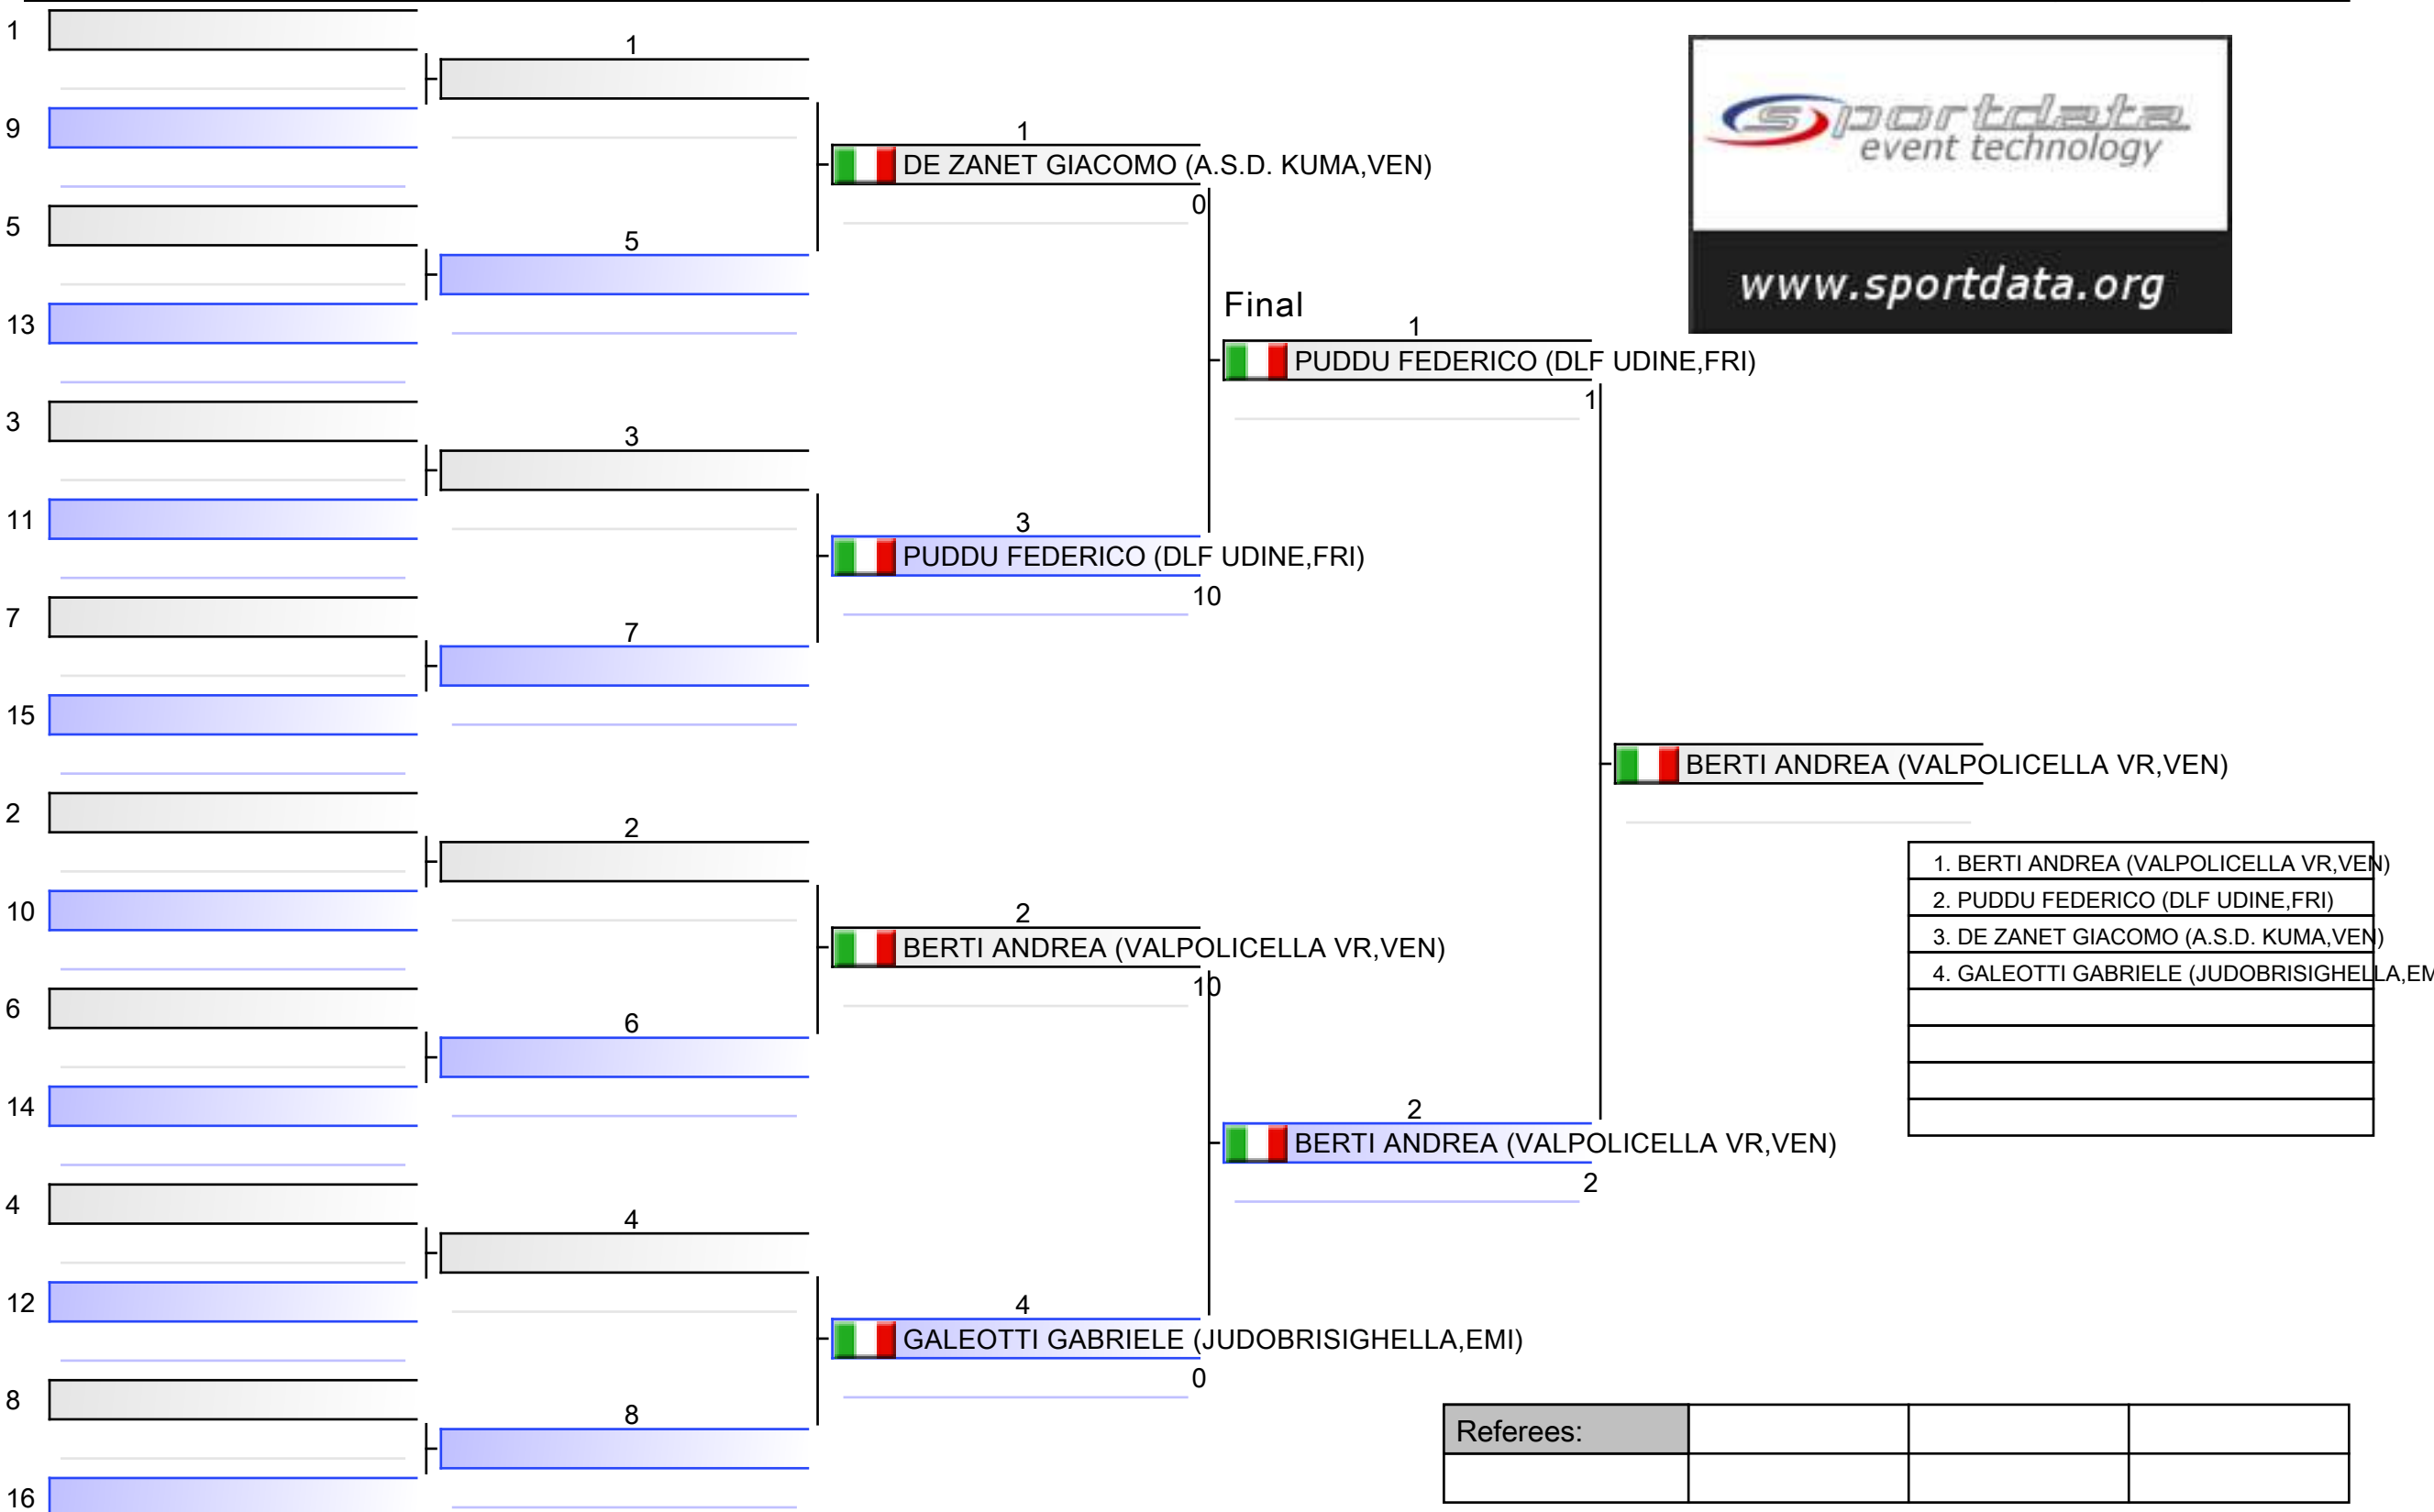 1
9
5
13
3
11
7
15
2
10
6
14
4
12
8
16
1
5
3
7
2
6
4
8
1
DE ZANET GIACOMO (A.S.D. KUMA,VEN)
0
3
PUDDU FEDERICO (DLF UDINE,FRI)
10
2
BERTI ANDREA (VALPOLICELLA VR,VEN)
10
4
GALEOTTI GABRIELE (JUDOBRISIGHELLA,EMI)
0
Final
1
PUDDU FEDERICO (DLF UDINE,FRI)
1
2
BERTI ANDREA (VALPOLICELLA VR,VEN)
2
BERTI ANDREA (VALPOLICELLA VR,VEN)
sportdata
event technology
www.sportdata.org
1. BERTI ANDREA (VALPOLICELLA VR,VEN)
2. PUDDU FEDERICO (DLF UDINE,FRI)
3. DE ZANET GIACOMO (A.S.D. KUMA,VEN)
4. GALEOTTI GABRIELE (JUDOBRISIGHELLA,EM
Referees: